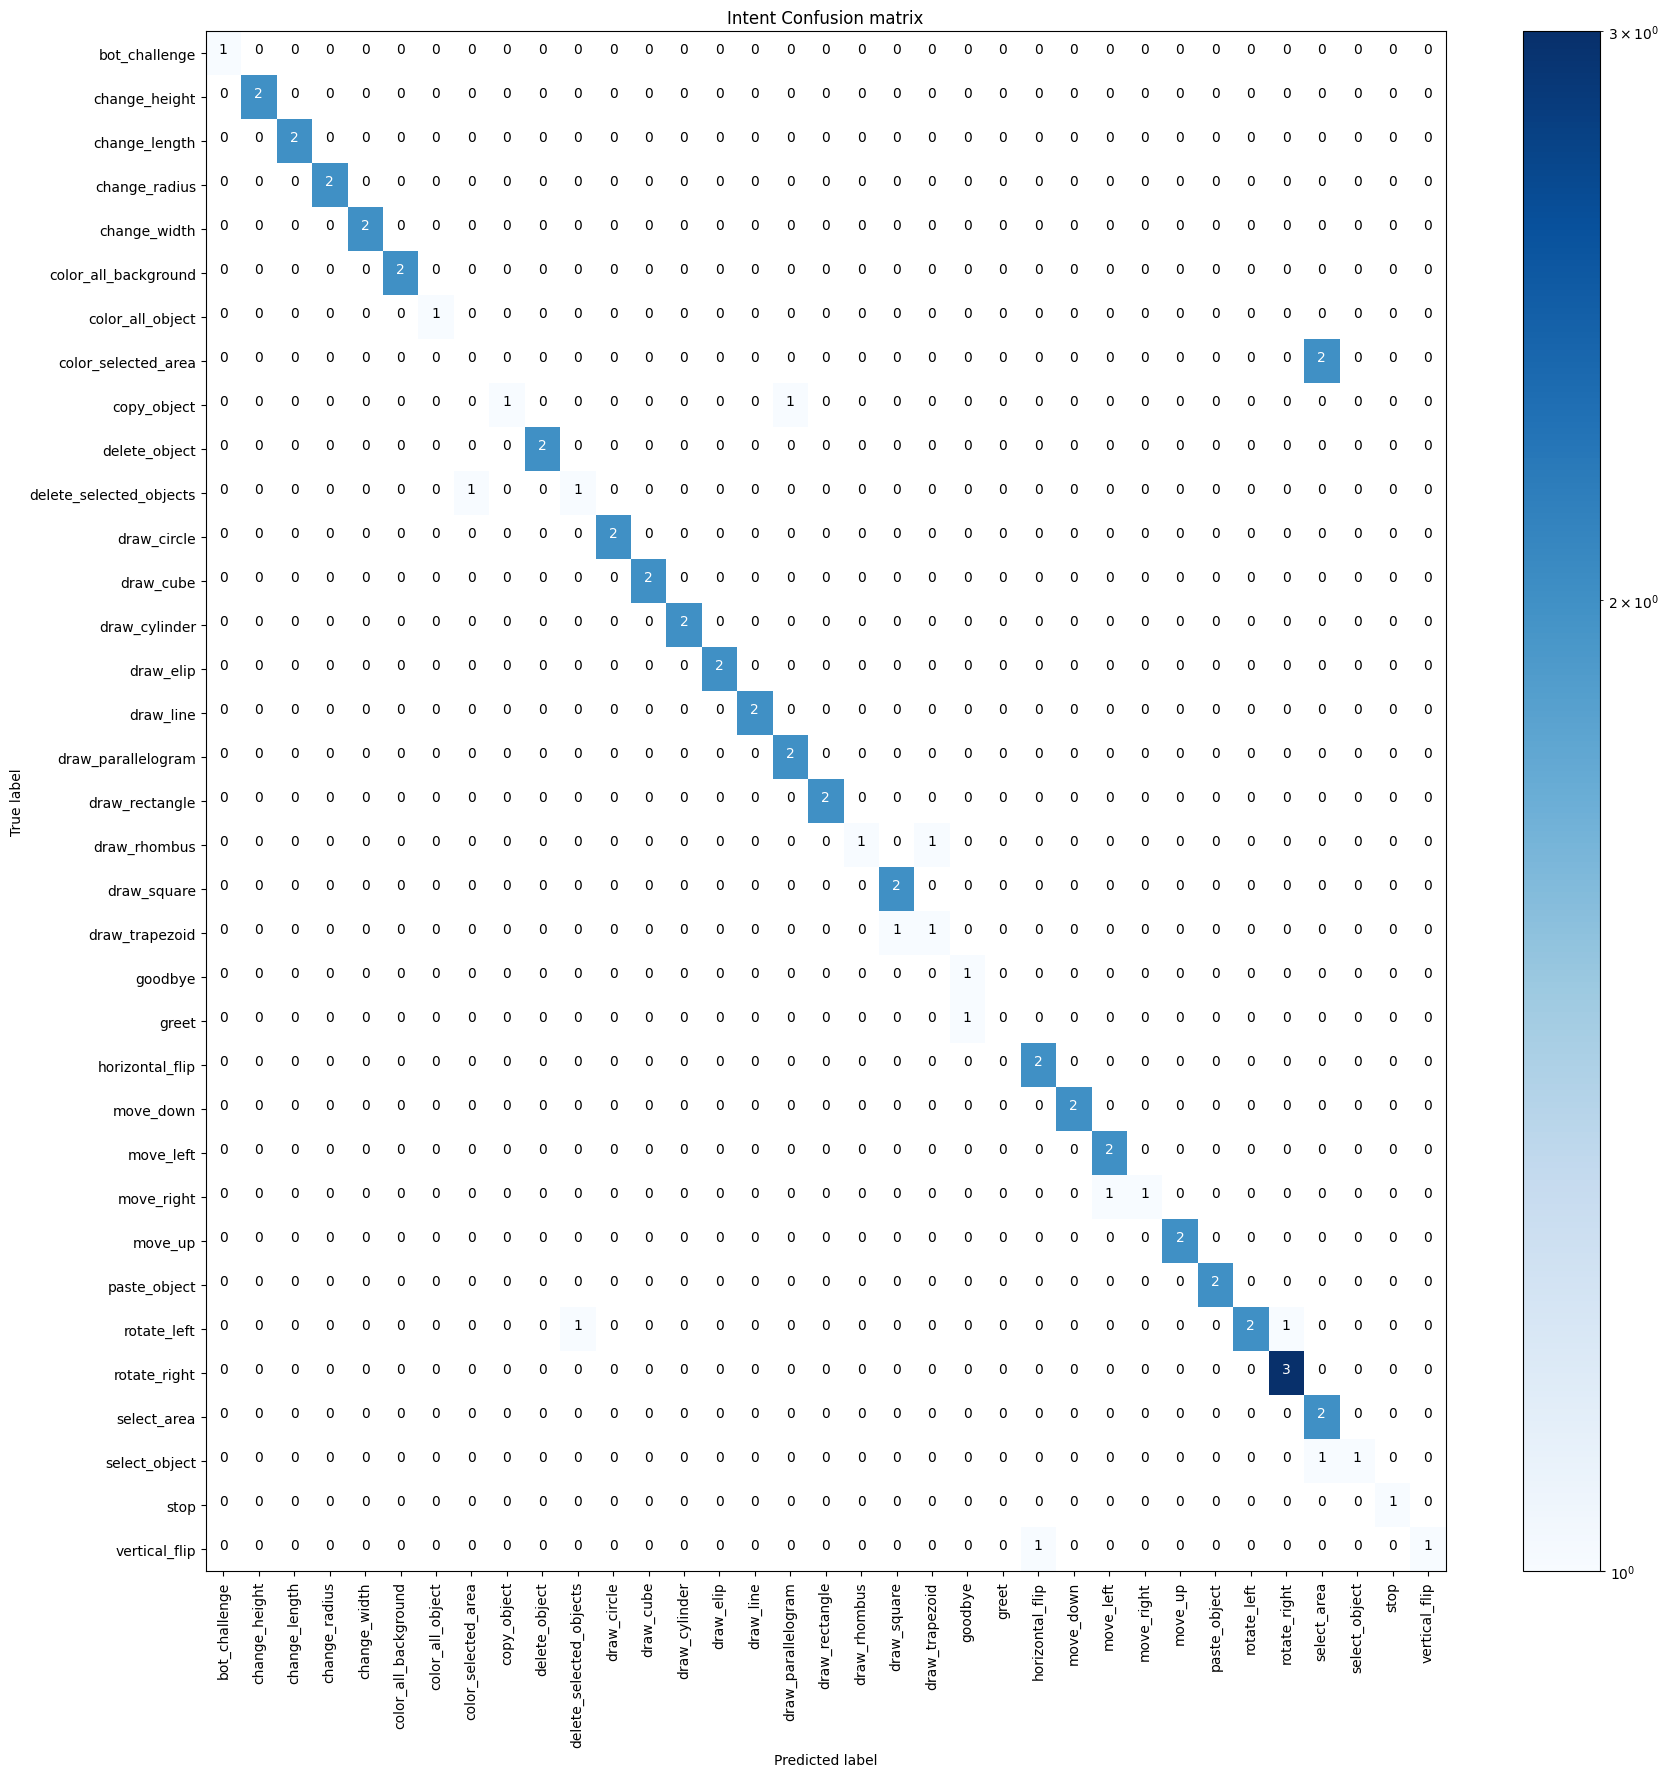 Intent Confusion matrix
bot_challenge 1 0 0 0 0 0 0 0 0 0 0 0 0 0 0 0 0 0 0 0 0 0 0 0 0 0 0 0 0 0 0 0 0 0 0
change_height 0 2 0 0 0 0 0 0 0 0 0 0 0 0 0 0 0 0 0 0 0 0 0 0 0 0 0 0 0 0 0 0 0 0 0
change_length 0 0 2 0 0 0 0 0 0 0 0 0 0 0 0 0 0 0 0 0 0 0 0 0 0 0 0 0 0 0 0 0 0 0 0
change_radius 0 0 0 2 0 0 0 0 0 0 0 0 0 0 0 0 0 0 0 0 0 0 0 0 0 0 0 0 0 0 0 0 0 0 0
change_width 0 0 0 0 2 0 0 0 0 0 0 0 0 0 0 0 0 0 0 0 0 0 0 0 0 0 0 0 0 0 0 0 0 0 0
color_all_background 0 0 0 0 0 2 0 0 0 0 0 0 0 0 0 0 0 0 0 0 0 0 0 0 0 0 0 0 0 0 0 0 0 0 0
color_all_object 0 0 0 0 0 0 1 0 0 0 0 0 0 0 0 0 0 0 0 0 0 0 0 0 0 0 0 0 0 0 0 0 0 0 0
color_selected_area 0 0 0 0 0 0 0 0 0 0 0 0 0 0 0 0 0 0 0 0 0 0 0 0 0 0 0 0 0 0 0 2 0 0 0
copy_object 0 0 0 0 0 0 0 0 1 0 0 0 0 0 0 0 1 0 0 0 0 0 0 0 0 0 0 0 0 0 0 0 0 0 0
delete_object 0 0 0 0 0 0 0 0 0 2 0 0 0 0 0 0 0 0 0 0 0 0 0 0 0 0 0 0 0 0 0 0 0 0 0
delete_selected_objects 0 0 0 0 0 0 0 1 0 0 1 0 0 0 0 0 0 0 0 0 0 0 0 0 0 0 0 0 0 0 0 0 0 0 0
draw_circle 0 0 0 0 0 0 0 0 0 0 0 2 0 0 0 0 0 0 0 0 0 0 0 0 0 0 0 0 0 0 0 0 0 0 0
draw_cube 0 0 0 0 0 0 0 0 0 0 0 0 2 0 0 0 0 0 0 0 0 0 0 0 0 0 0 0 0 0 0 0 0 0 0
draw_cylinder 0 0 0 0 0 0 0 0 0 0 0 0 0 2 0 0 0 0 0 0 0 0 0 0 0 0 0 0 0 0 0 0 0 0 0
draw_elip 0 0 0 0 0 0 0 0 0 0 0 0 0 0 2 0 0 0 0 0 0 0 0 0 0 0 0 0 0 0 0 0 0 0 0
draw_line 0 0 0 0 0 0 0 0 0 0 0 0 0 0 0 2 0 0 0 0 0 0 0 0 0 0 0 0 0 0 0 0 0 0 0
draw_parallelogram 0 0 0 0 0 0 0 0 0 0 0 0 0 0 0 0 2 0 0 0 0 0 0 0 0 0 0 0 0 0 0 0 0 0 0
draw_rectangle 0 0 0 0 0 0 0 0 0 0 0 0 0 0 0 0 0 2 0 0 0 0 0 0 0 0 0 0 0 0 0 0 0 0 0
draw_rhombus 0 0 0 0 0 0 0 0 0 0 0 0 0 0 0 0 0 0 1 0 1 0 0 0 0 0 0 0 0 0 0 0 0 0 0
draw_square 0 0 0 0 0 0 0 0 0 0 0 0 0 0 0 0 0 0 0 2 0 0 0 0 0 0 0 0 0 0 0 0 0 0 0
draw_trapezoid 0 0 0 0 0 0 0 0 0 0 0 0 0 0 0 0 0 0 0 1 1 0 0 0 0 0 0 0 0 0 0 0 0 0 0
goodbye 0 0 0 0 0 0 0 0 0 0 0 0 0 0 0 0 0 0 0 0 0 1 0 0 0 0 0 0 0 0 0 0 0 0 0
greet 0 0 0 0 0 0 0 0 0 0 0 0 0 0 0 0 0 0 0 0 0 1 0 0 0 0 0 0 0 0 0 0 0 0 0
horizontal_flip 0 0 0 0 0 0 0 0 0 0 0 0 0 0 0 0 0 0 0 0 0 0 0 2 0 0 0 0 0 0 0 0 0 0 0
move_down 0 0 0 0 0 0 0 0 0 0 0 0 0 0 0 0 0 0 0 0 0 0 0 0 2 0 0 0 0 0 0 0 0 0 0
move_left 0 0 0 0 0 0 0 0 0 0 0 0 0 0 0 0 0 0 0 0 0 0 0 0 0 2 0 0 0 0 0 0 0 0 0
move_right 0 0 0 0 0 0 0 0 0 0 0 0 0 0 0 0 0 0 0 0 0 0 0 0 0 1 1 0 0 0 0 0 0 0 0
move_up 0 0 0 0 0 0 0 0 0 0 0 0 0 0 0 0 0 0 0 0 0 0 0 0 0 0 0 2 0 0 0 0 0 0 0
paste_object 0 0 0 0 0 0 0 0 0 0 0 0 0 0 0 0 0 0 0 0 0 0 0 0 0 0 0 0 2 0 0 0 0 0 0
rotate_left 0 0 0 0 0 0 0 0 0 0 1 0 0 0 0 0 0 0 0 0 0 0 0 0 0 0 0 0 0 2 1 0 0 0 0
rotate_right 0 0 0 0 0 0 0 0 0 0 0 0 0 0 0 0 0 0 0 0 0 0 0 0 0 0 0 0 0 0 3 0 0 0 0
select_area 0 0 0 0 0 0 0 0 0 0 0 0 0 0 0 0 0 0 0 0 0 0 0 0 0 0 0 0 0 0 0 2 0 0 0
select_object 0 0 0 0 0 0 0 0 0 0 0 0 0 0 0 0 0 0 0 0 0 0 0 0 0 0 0 0 0 0 0 1 1 0 0
stop 0 0 0 0 0 0 0 0 0 0 0 0 0 0 0 0 0 0 0 0 0 0 0 0 0 0 0 0 0 0 0 0 0 1 0
vertical_flip 0 0 0 0 0 0 0 0 0 0 0 0 0 0 0 0 0 0 0 0 0 0 0 1 0 0 0 0 0 0 0 0 0 0 1
True label
bot_challenge
change_height
change_length
change_radius
change_width
color_all_background
color_all_object
color_selected_area
copy_object
delete_object
delete_selected_objects
draw_circle
draw_cube
draw_cylinder
draw_elip
draw_line
draw_parallelogram
draw_rectangle
draw_rhombus
draw_square
draw_trapezoid
goodbye
greet
horizontal_flip
move_down
move_left
move_right
move_up
paste_object
rotate_left
rotate_right
select_area
select_object
stop
vertical_flip
Predicted label
3 × 10⁰
2 × 10⁰
10⁰